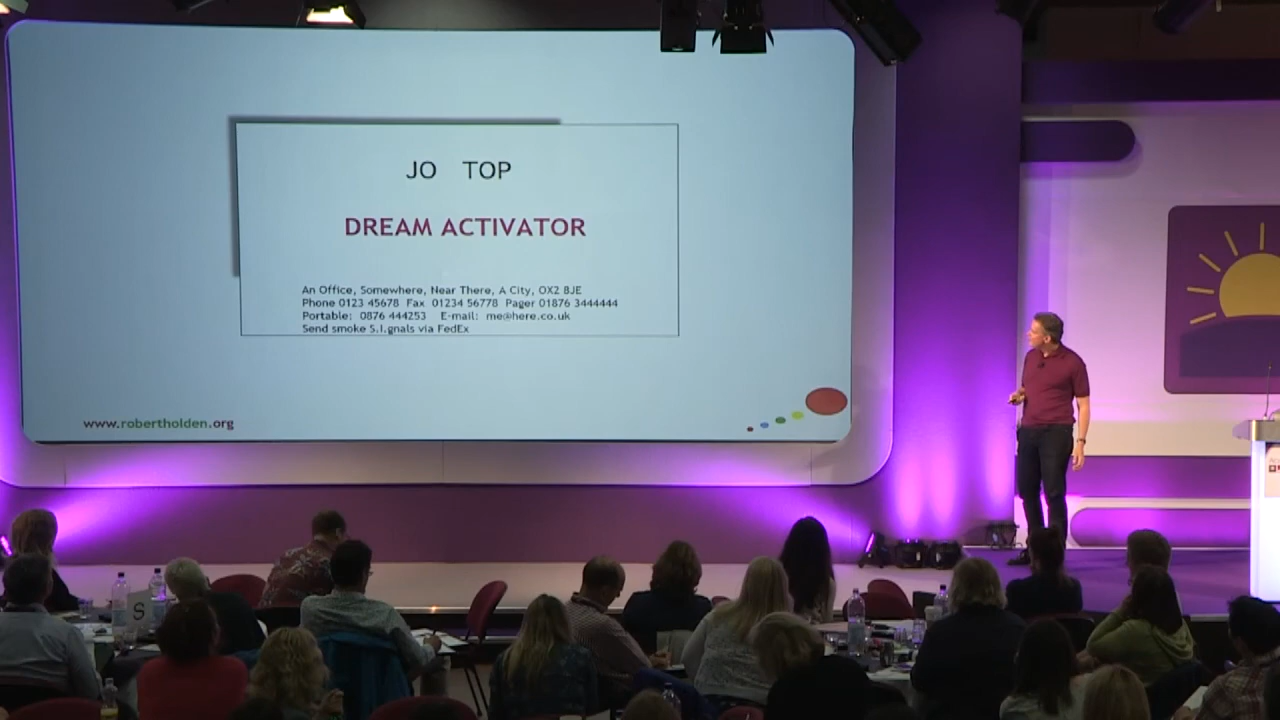 JO TOP
DREAM ACTIVATOR
An Office, Somewhere, Near There, A City, OX2 8JE
Phone 0123 45678 Fax 01234 56778 Pager 01876 3444444
Portable: 0876 444253 E-mail: me@here.co.uk
Send smoke S.I.gnals via FedEx
www.robertholden.org
S